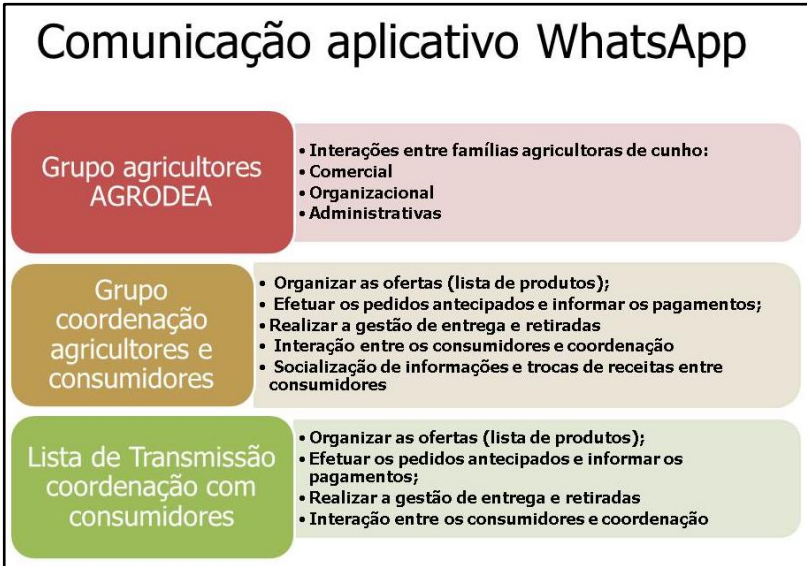 Comunicação aplicativo WhatsApp
Grupo agricultores
AGRODEA
• Interações entre famílias agricultoras de cunho:
• Comercial
• Organizacional
• Administrativas
Grupo
coordenação
agricultores e
consumidores
• Organizar as ofertas (lista de produtos);
• Efetuar os pedidos antecipados e informar os pagamentos;
• Realizar a gestão de entrega e retiradas
• Interação entre os consumidores e coordenação
• Socialização de informações e trocas de receitas entre
consumidores
Lista de Transmissão
coordenação com
consumidores
• Organizar as ofertas (lista de produtos);
• Efetuar os pedidos antecipados e informar os
pagamentos;
• Realizar a gestão de entrega e retiradas
• Interação entre os consumidores e coordenação